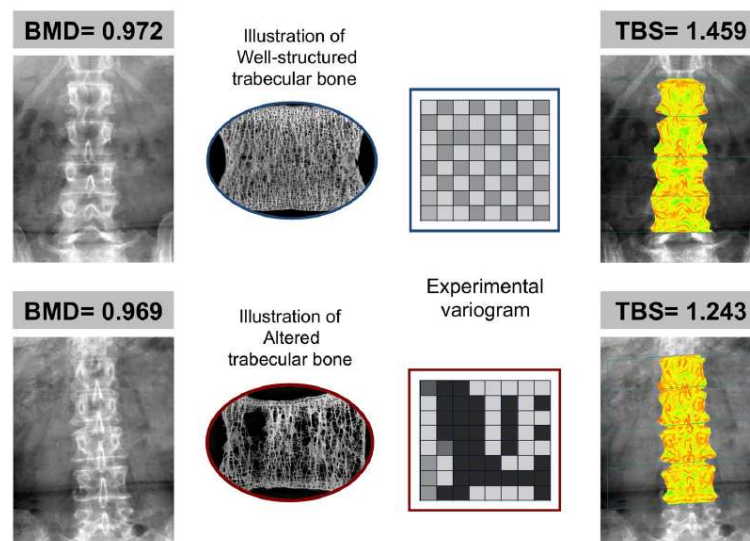 BMD= 0.972
Illustration of
Well-structured
trabecular bone
TBS= 1.459
BMD= 0.969
Illustration of
Altered
trabecular bone
Experimental
variogram
TBS= 1.243